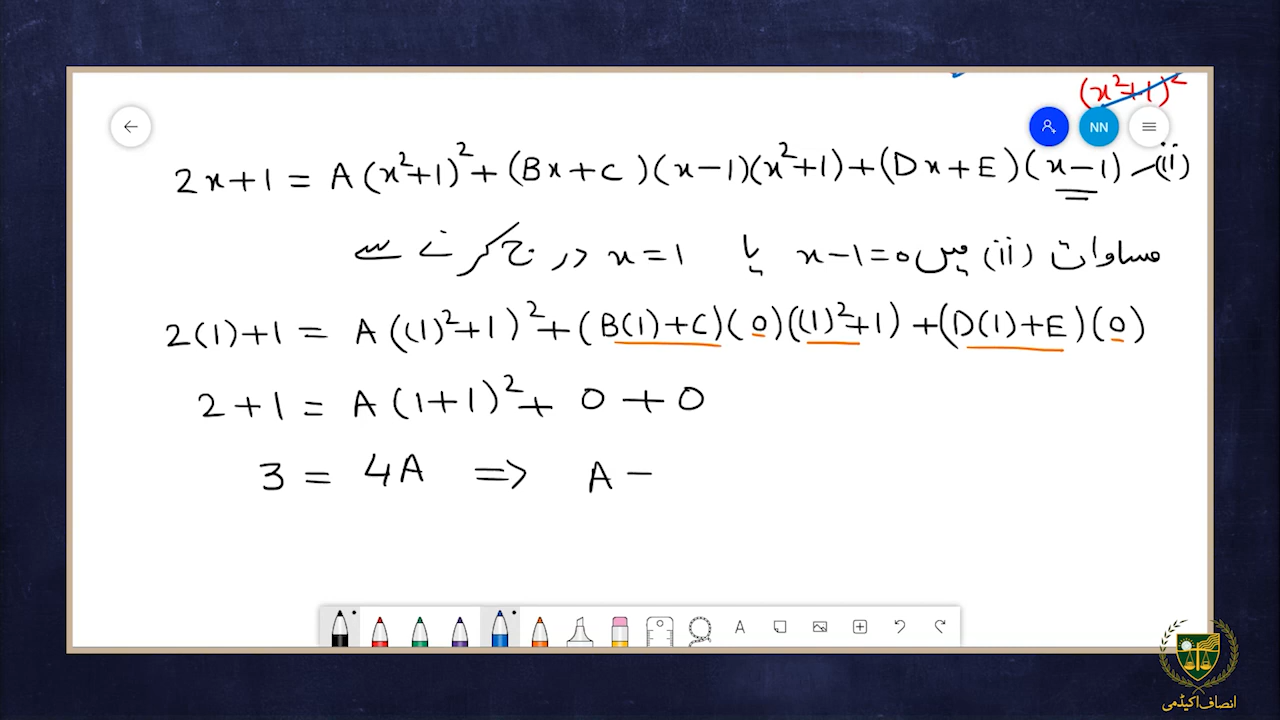 (x²+1)²
NN
2x+1 = A(x²+1)² + (Bx+C)(x-1)(x²+1) + (Dx+E)(x-1) —(ii)
مساوات (ii) میں x-1=0 یا x=1 درج کرنے سے
2(1)+1 = A((1)²+1)² + (B(1)+C)(0)((1)²+1) + (D(1)+E)(0)
2+1 = A(1+1)² + 0 + 0
3 = 4A => A –
A
انصاف اکیڈمی